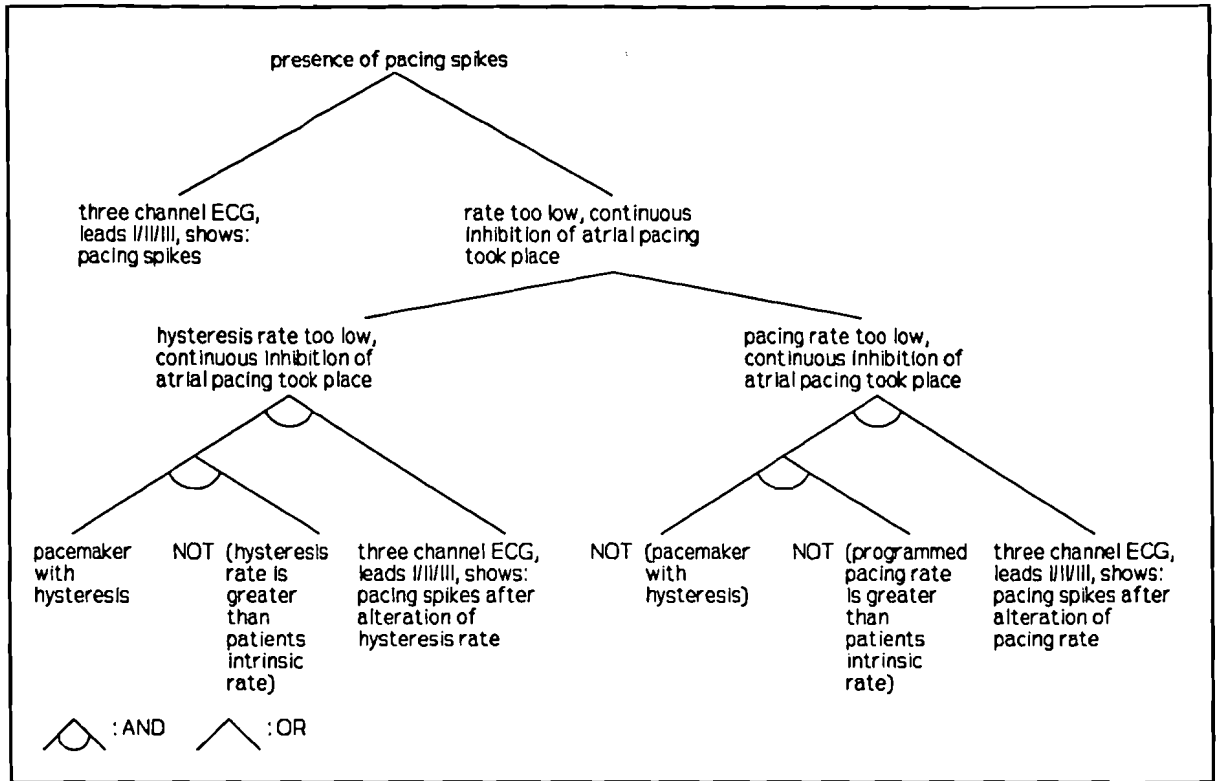 presence of pacing spikes
three channel ECG,
leads I/II/III, shows:
pacing spikes
rate too low, continuous
inhibition of atrial pacing
took place
hysteresis rate too low,
continuous inhibition of
atrial pacing took place
pacing rate too low,
continuous inhibition of
atrial pacing took place
pacemaker
with
hysteresis
NOT (hysteresis
rate is
greater
than
patients
intrinsic
rate)
three channel ECG,
leads I/II/III, shows:
pacing spikes after
alteration of
hysteresis rate
NOT (pacemaker
with
hysteresis)
NOT (programmed
pacing rate
is greater
than
patients
intrinsic
rate)
three channel ECG,
leads I/II/III, shows:
pacing spikes after
alteration of
pacing rate
: AND
: OR